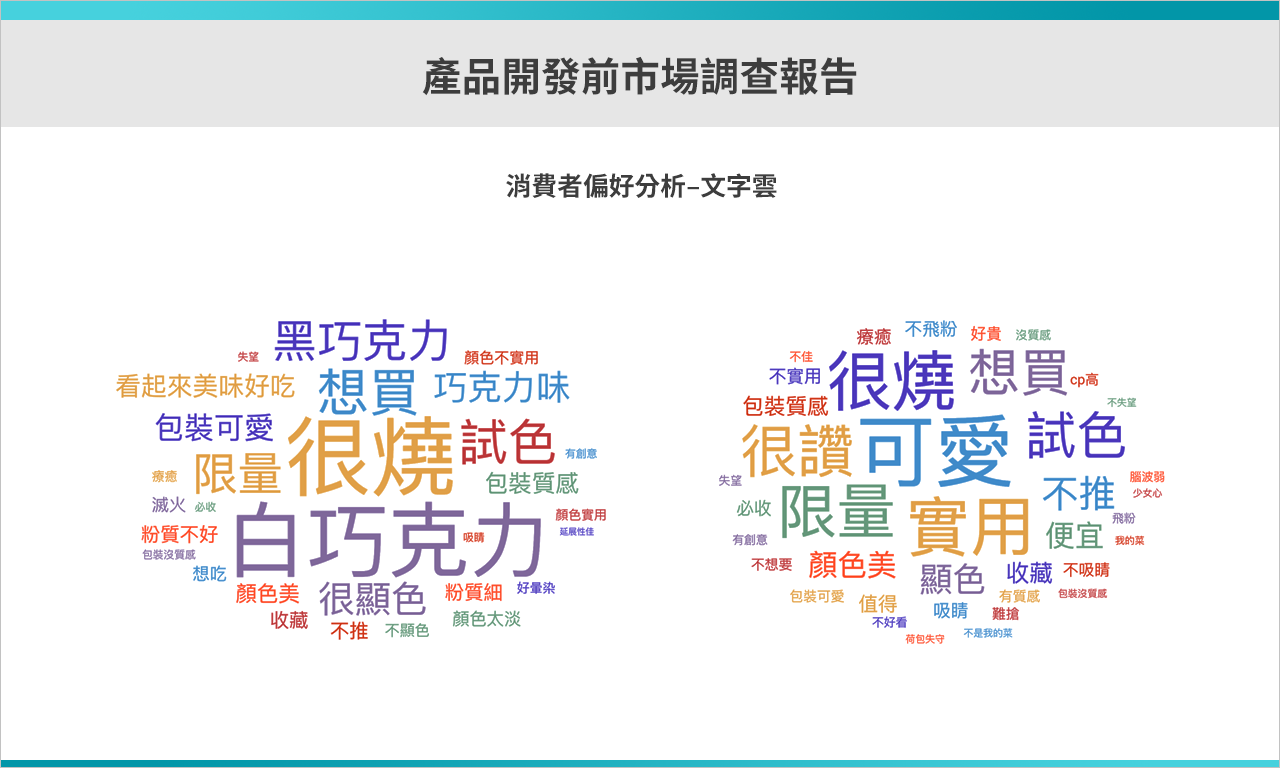 產品開發前市場調查報告
消費者偏好分析–文字雲
黑巧克力
失望
顏色不實用
看起來美味好吃
想買
巧克力味
包裝可愛
很燒
試色
有創意
限量
療癒
包裝質感
滅火
必收
白巧克力
顏色實用
吸睛
延展性佳
粉質不好
包裝沒質感
想吃
顏色美
很顯色
粉質細
好暈染
收藏
不推
不顯色
顏色太淡
療癒
不飛粉
好貴
沒質感
不佳
不實用
很燒
想買
cp高
包裝質感
不失望
很讚
可愛
試色
失望
限量
不推
腦波弱
少女心
必收
實用
便宜
飛粉
有創意
我的菜
不想要
顏色美
顯色
收藏
不吸睛
包裝可愛
值得
吸睛
有質感
難搶
包裝沒質感
不好看
荷包失守
不是我的菜